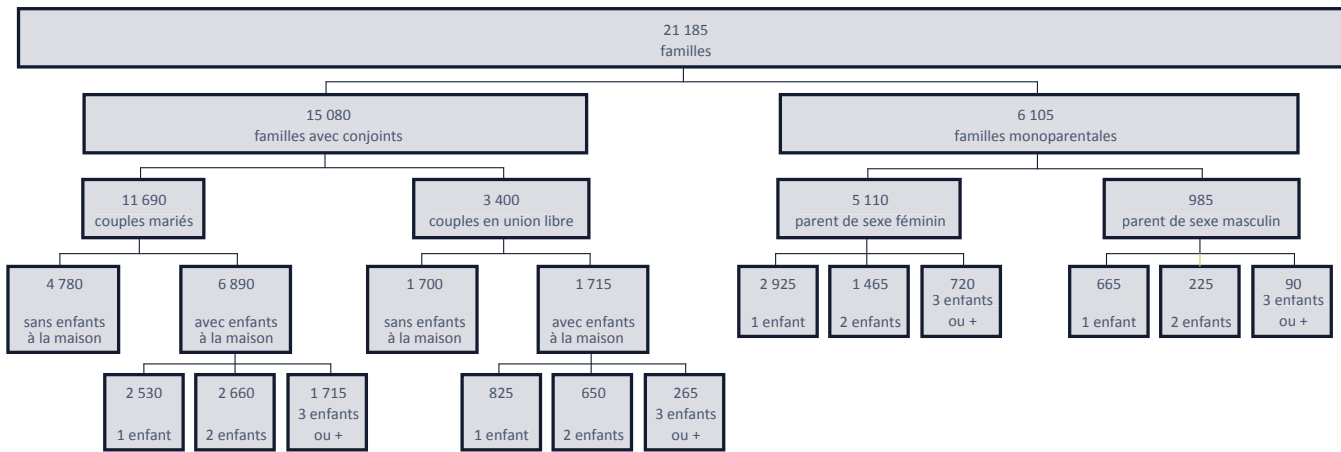 21 185
familles
15 080
familles avec conjoints
6 105
familles monoparentales
11 690
couples mariés
3 400
couples en union libre
5 110
parent de sexe féminin
985
parent de sexe masculin
4 780
sans enfants
à la maison
6 890
avec enfants
à la maison
1 700
sans enfants
à la maison
1 715
avec enfants
à la maison
2 925
1 enfant
1 465
2 enfants
720
3 enfants
ou +
665
1 enfant
225
2 enfants
90
3 enfants
ou +
2 530
1 enfant
2 660
2 enfants
1 715
3 enfants
ou +
825
1 enfant
650
2 enfants
265
3 enfants
ou +